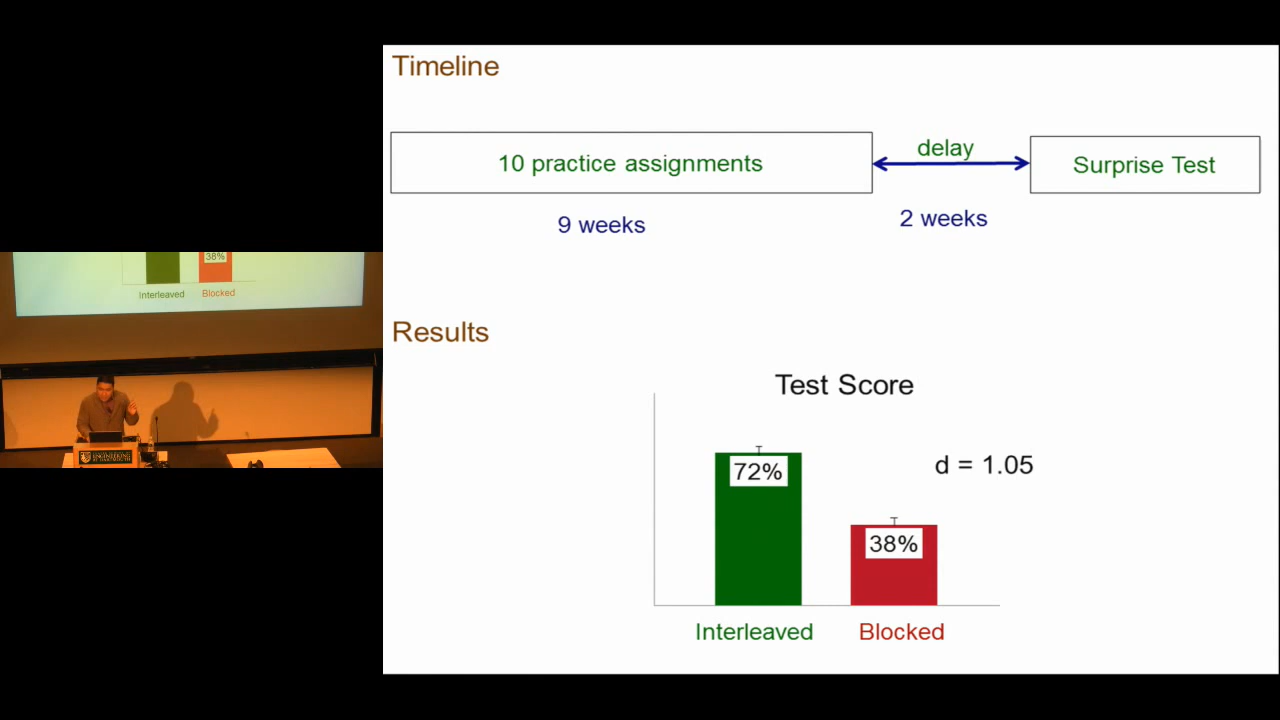 Timeline
10 practice assignments
delay
Surprise Test
9 weeks
2 weeks
Results
Test Score
72%
d = 1.05
38%
Interleaved
Blocked
38%
Interleaved
Blocked
ENGINEERING